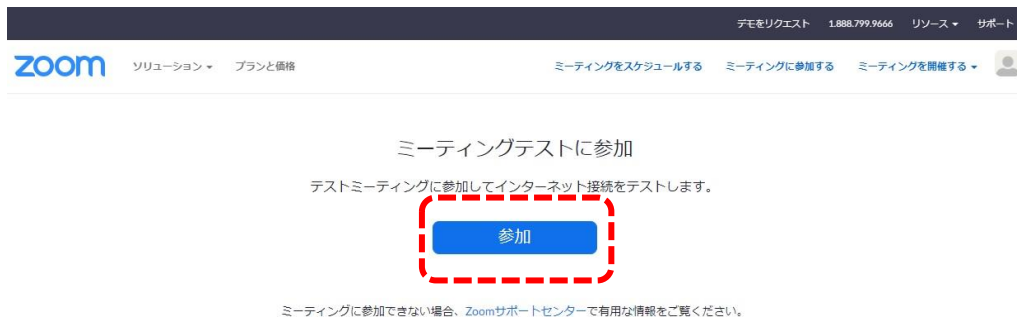 デモをリクエスト 1.888.799.9666 リソース サポート
zoom ソリューション プランと価格 ミーティングをスケジュールする ミーティングに参加する ミーティングを開催する
ミーティングテストに参加
テストミーティングに参加してインターネット接続をテストします。
参加
ミーティングに参加できない場合、Zoomサポートセンターで有用な情報をご覧ください。